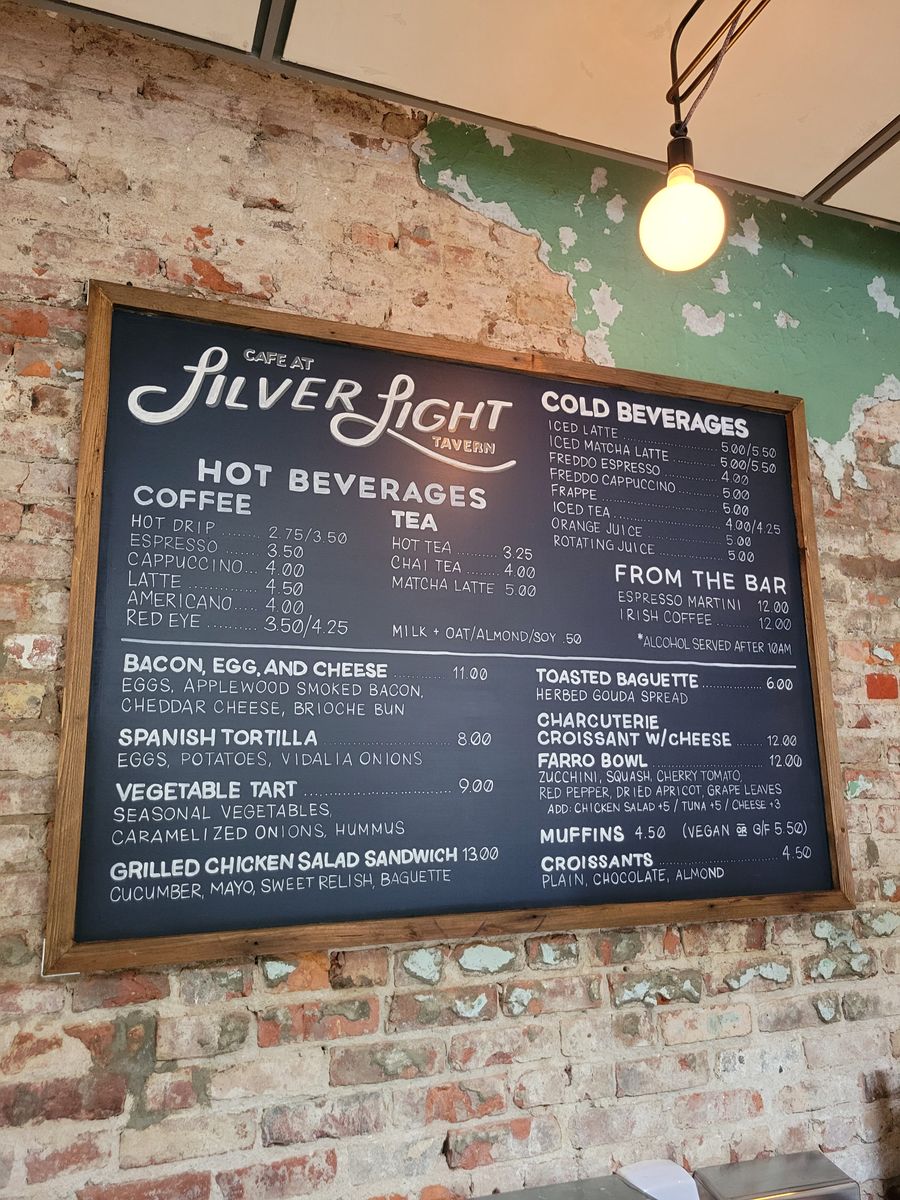 CAFE AT
SILVER LIGHT
TAVERN
HOT BEVERAGES
COFFEE
HOT DRIP ........ 2.75/3.50
ESPRESSO ...... 3.50
CAPPUCCINO... 4.00
LATTE ............ 4.50
AMERICANO.... 4.00
RED EYE .......... 3.50/4.25
TEA
HOT TEA ........ 3.25
CHAI TEA ....... 4.00
MATCHA LATTE 5.00
MILK + OAT/ALMOND/SOY .50
COLD BEVERAGES
ICED LATTE ........ 5.00/5.50
ICED MATCHA LATTE ........ 5.00/5.50
FREDDO ESPRESSO ........ 4.00
FREDDO CAPPUCCINO ........ 5.00
FRAPPE ........ 5.00
ICED TEA ........ 4.00/4.25
ORANGE JUICE ........ 5.00
ROTATING JUICE ........ 5.00
FROM THE BAR
ESPRESSO MARTINI 12.00
IRISH COFFEE ........ 12.00
*ALCOHOL SERVED AFTER 10AM
BACON, EGG, AND CHEESE ........ 11.00
EGGS, APPLEWOOD SMOKED BACON,
CHEDDAR CHEESE, BRIOCHE BUN
SPANISH TORTILLA ........ 8.00
EGGS, POTATOES, VIDALIA ONIONS
VEGETABLE TART ........ 9.00
SEASONAL VEGETABLES,
CARAMELIZED ONIONS, HUMMUS
GRILLED CHICKEN SALAD SANDWICH 13.00
CUCUMBER, MAYO, SWEET RELISH, BAGUETTE
TOASTED BAGUETTE ........ 6.00
HERBED GOUDA SPREAD
CHARCUTERIE
CROISSANT W/CHEESE ........ 12.00
FARRO BOWL ........ 12.00
ZUCCHINI, SQUASH, CHERRY TOMATO,
RED PEPPER, DRIED APRICOT, GRAPE LEAVES
ADD: CHICKEN SALAD +5 / TUNA +5 / CHEESE +3
MUFFINS 4.50 (VEGAN OR G/F 5.50)
CROISSANTS ........ 4.50
PLAIN, CHOCOLATE, ALMOND